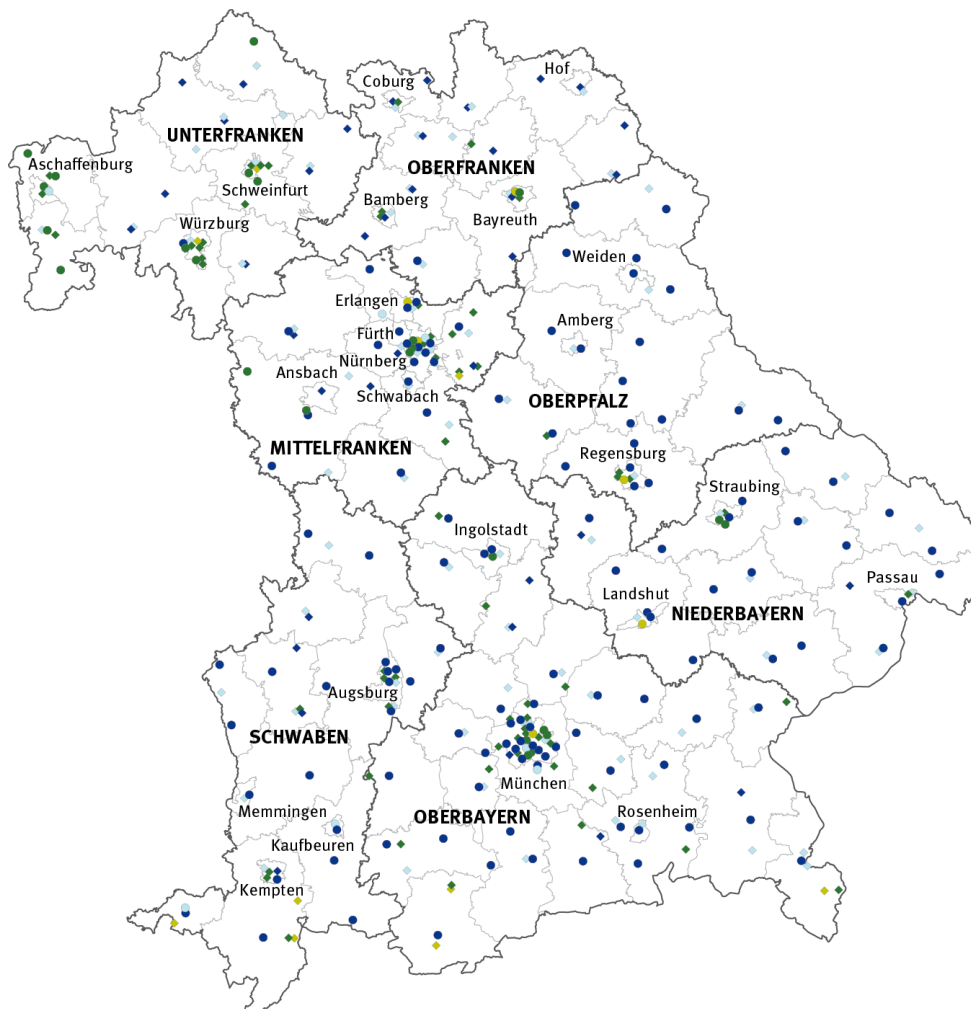 Hof
Coburg
UNTERFRANKEN
Aschaffenburg
OBERFRANKEN
Schweinfurt
Bamberg
Bayreuth
Würzburg
Weiden
Erlangen
Amberg
Fürth
Nürnberg
Ansbach
Schwabach
OBERPFALZ
MITTELFRANKEN
Regensburg
Straubing
Ingolstadt
Passau
Landshut
NIEDERBAYERN
Augsburg
SCHWABEN
München
Memmingen
OBERBAYERN
Rosenheim
Kaufbeuren
Kempten